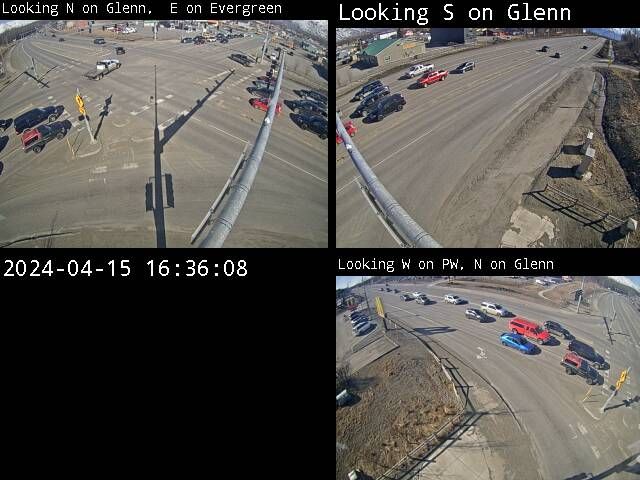 Looking N on Glenn,  E on Evergreen
Looking S on Glenn
2024-04-15 16:36:08
Looking W on PW, N on Glenn